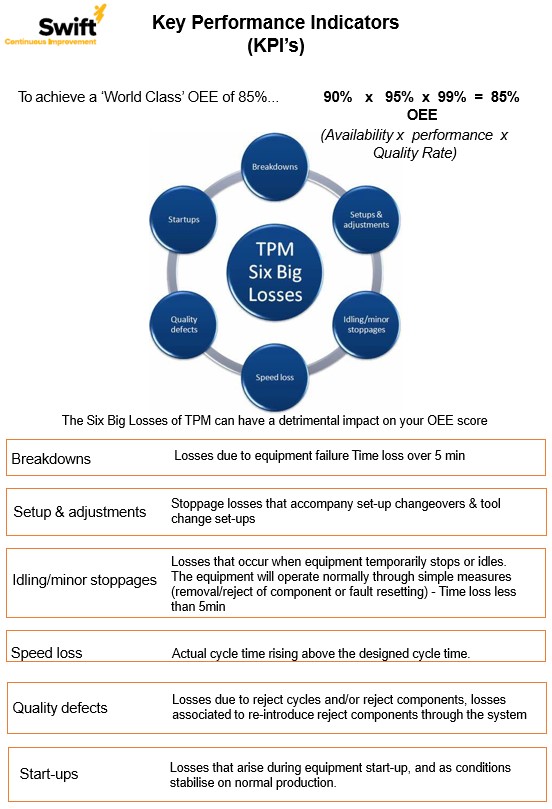 Swift
Continuous Improvement
Key Performance Indicators
(KPI’s)
To achieve a ‘World Class’ OEE of 85%...
90% x 95% x 99% = 85%
OEE
(Availability x performance x
Quality Rate)
Breakdowns
Setups &
adjustments
Idling/minor
stoppages
Speed loss
Quality
defects
Startups
TPM
Six Big
Losses
The Six Big Losses of TPM can have a detrimental impact on your OEE score
Breakdowns
Losses due to equipment failure Time loss over 5 min
Setup & adjustments
Stoppage losses that accompany set-up changeovers & tool
change set-ups
Idling/minor stoppages
Losses that occur when equipment temporarily stops or idles.
The equipment will operate normally through simple measures
(removal/reject of component or fault resetting) - Time loss less
than 5min
Speed loss
Actual cycle time rising above the designed cycle time.
Quality defects
Losses due to reject cycles and/or reject components, losses
associated to re-introduce reject components through the system
Start-ups
Losses that arise during equipment start-up, and as conditions
stabilise on normal production.